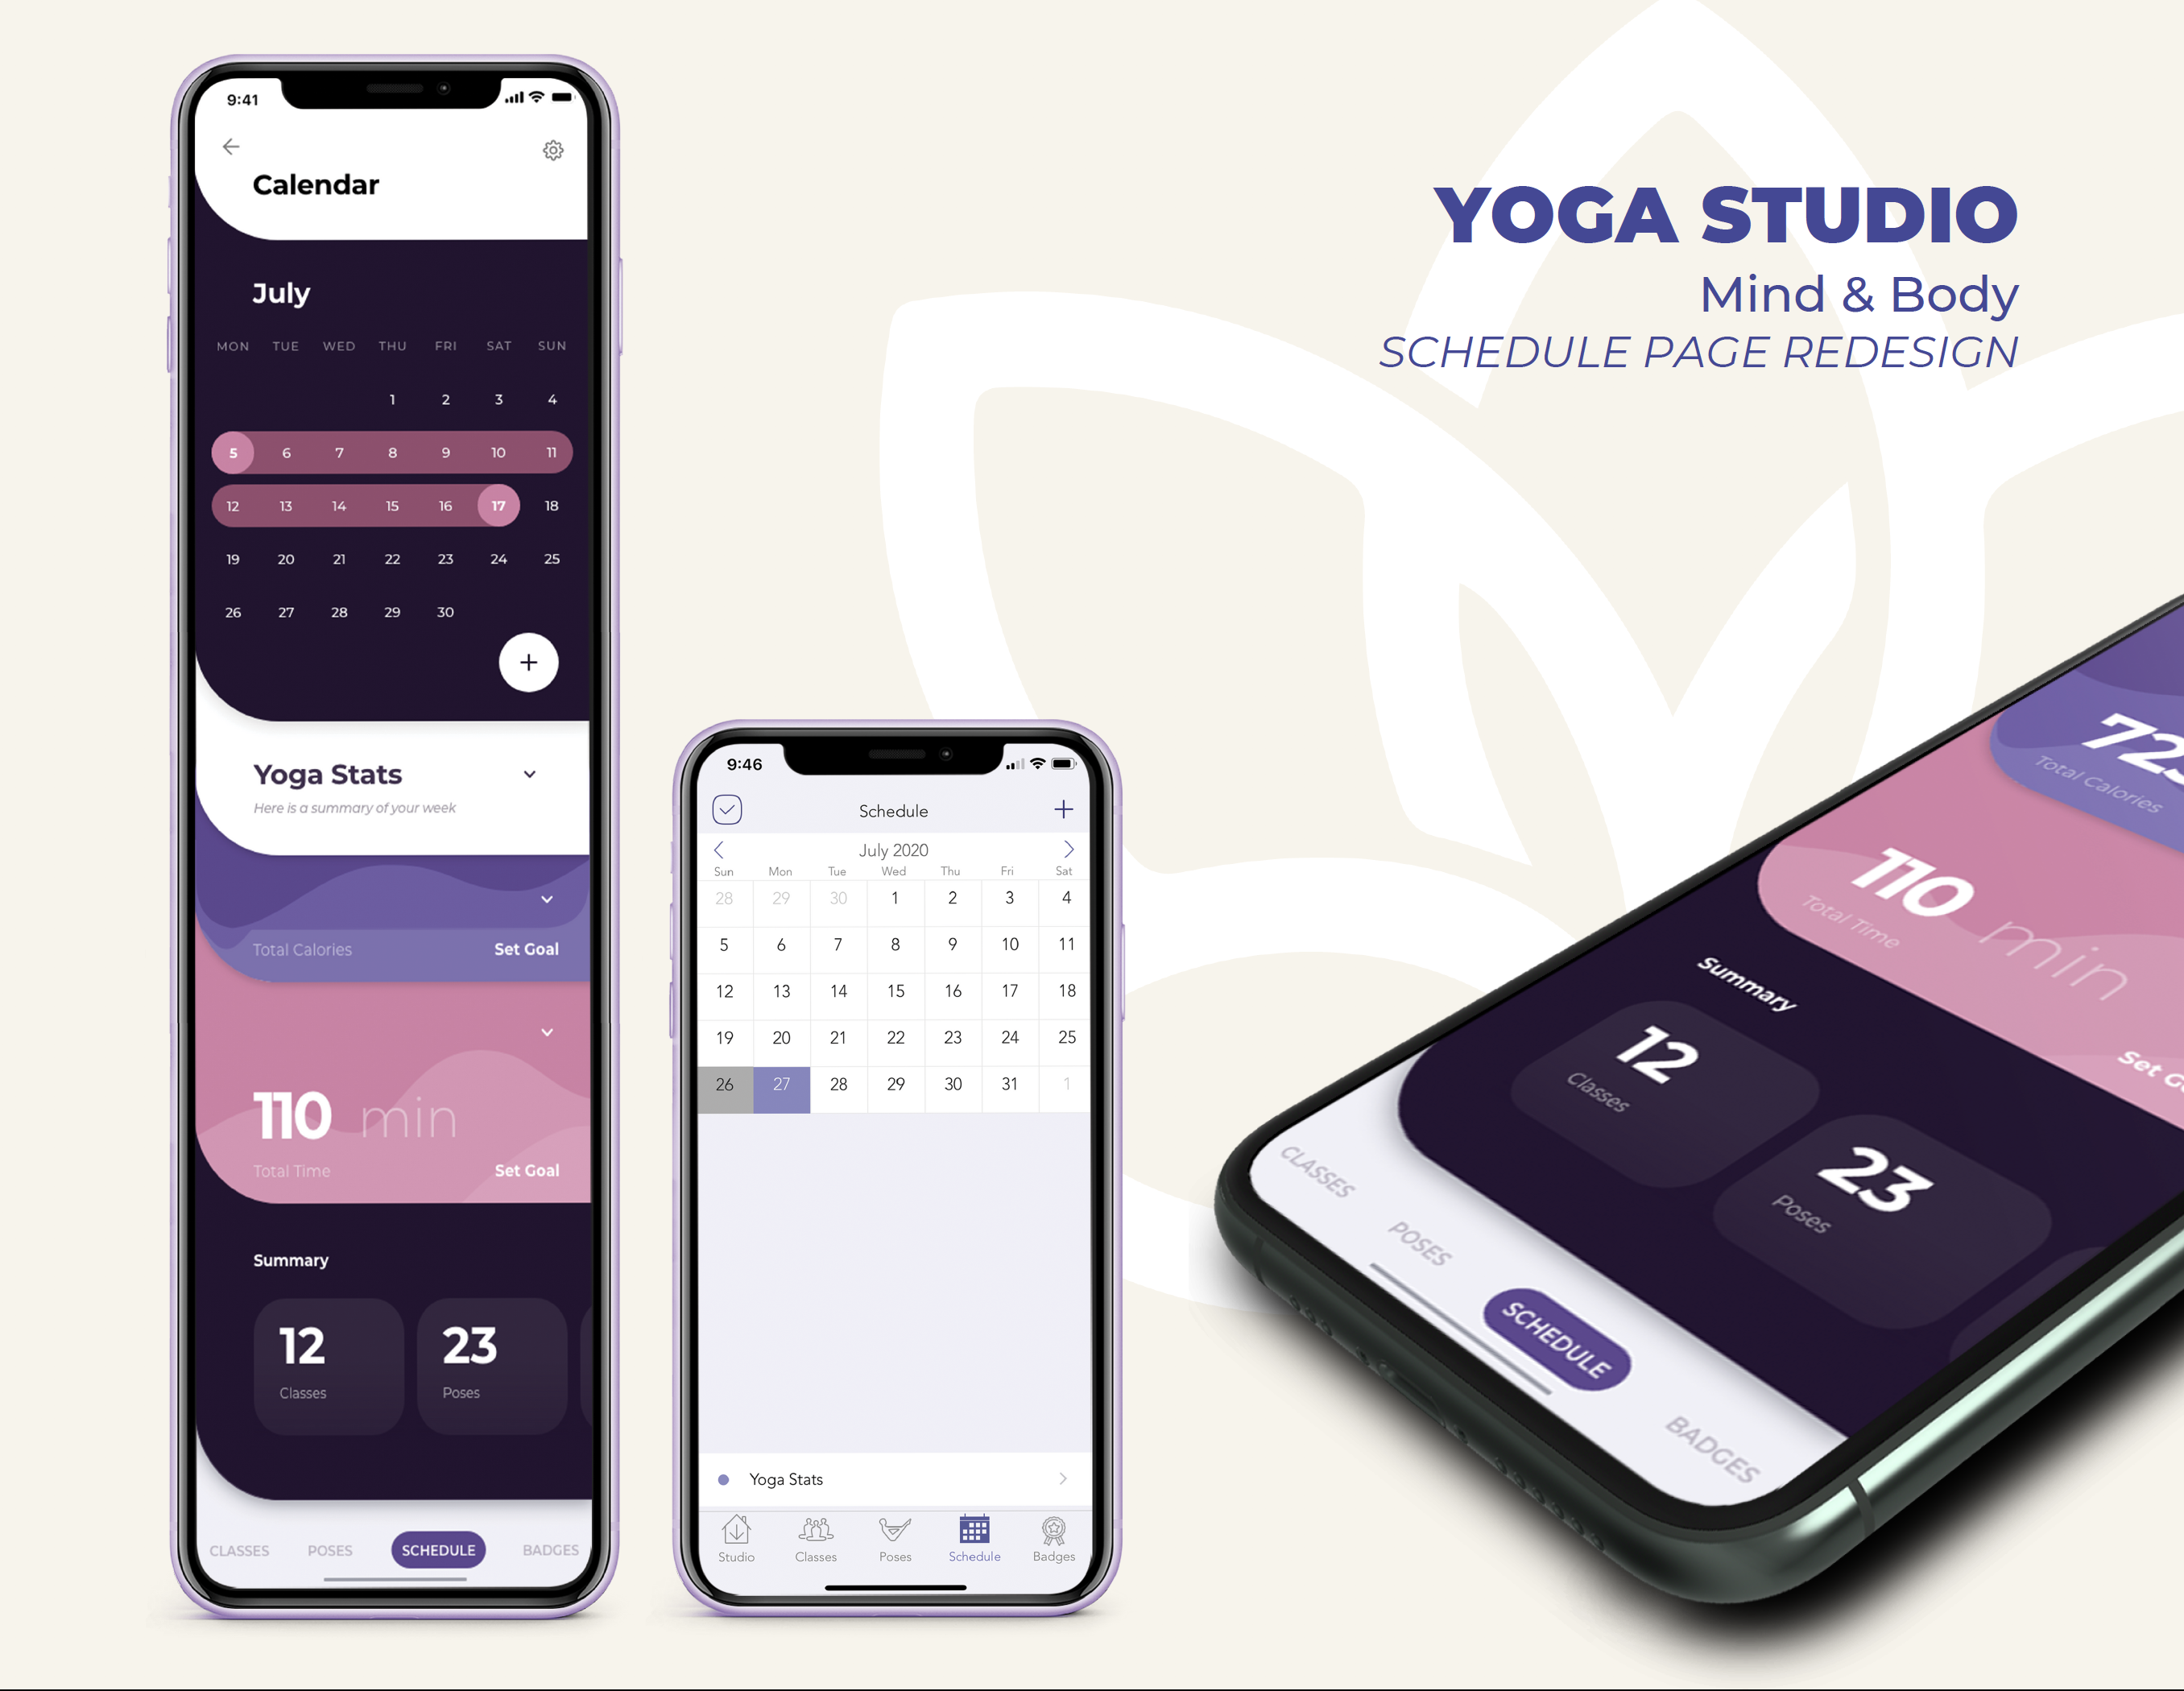 YOGA STUDIO
Mind & Body
SCHEDULE PAGE REDESIGN
9:41
Calendar
July
MON TUE WED THU FRI SAT SUN
1 2 3 4
5 6 7 8 9 10 11
12 13 14 15 16 17 18
19 20 21 22 23 24 25
26 27 28 29 30
+
Yoga Stats
Here is a summary of your week
Total Calories Set Goal
110 min
Total Time Set Goal
Summary
12 23
Classes Poses
CLASSES POSES SCHEDULE BADGES
9:46
Schedule +
July 2020
Sun Mon Tue Wed Thu Fri Sat
28 29 30 1 2 3 4
5 6 7 8 9 10 11
12 13 14 15 16 17 18
19 20 21 22 23 24 25
26 27 28 29 30 31 1
Yoga Stats
Studio Classes Poses Schedule Badges
Total Calories
110 min
Total Time
Set
Summary
12
Classes
23
Poses
CLASSES POSES SCHEDULE BADGES